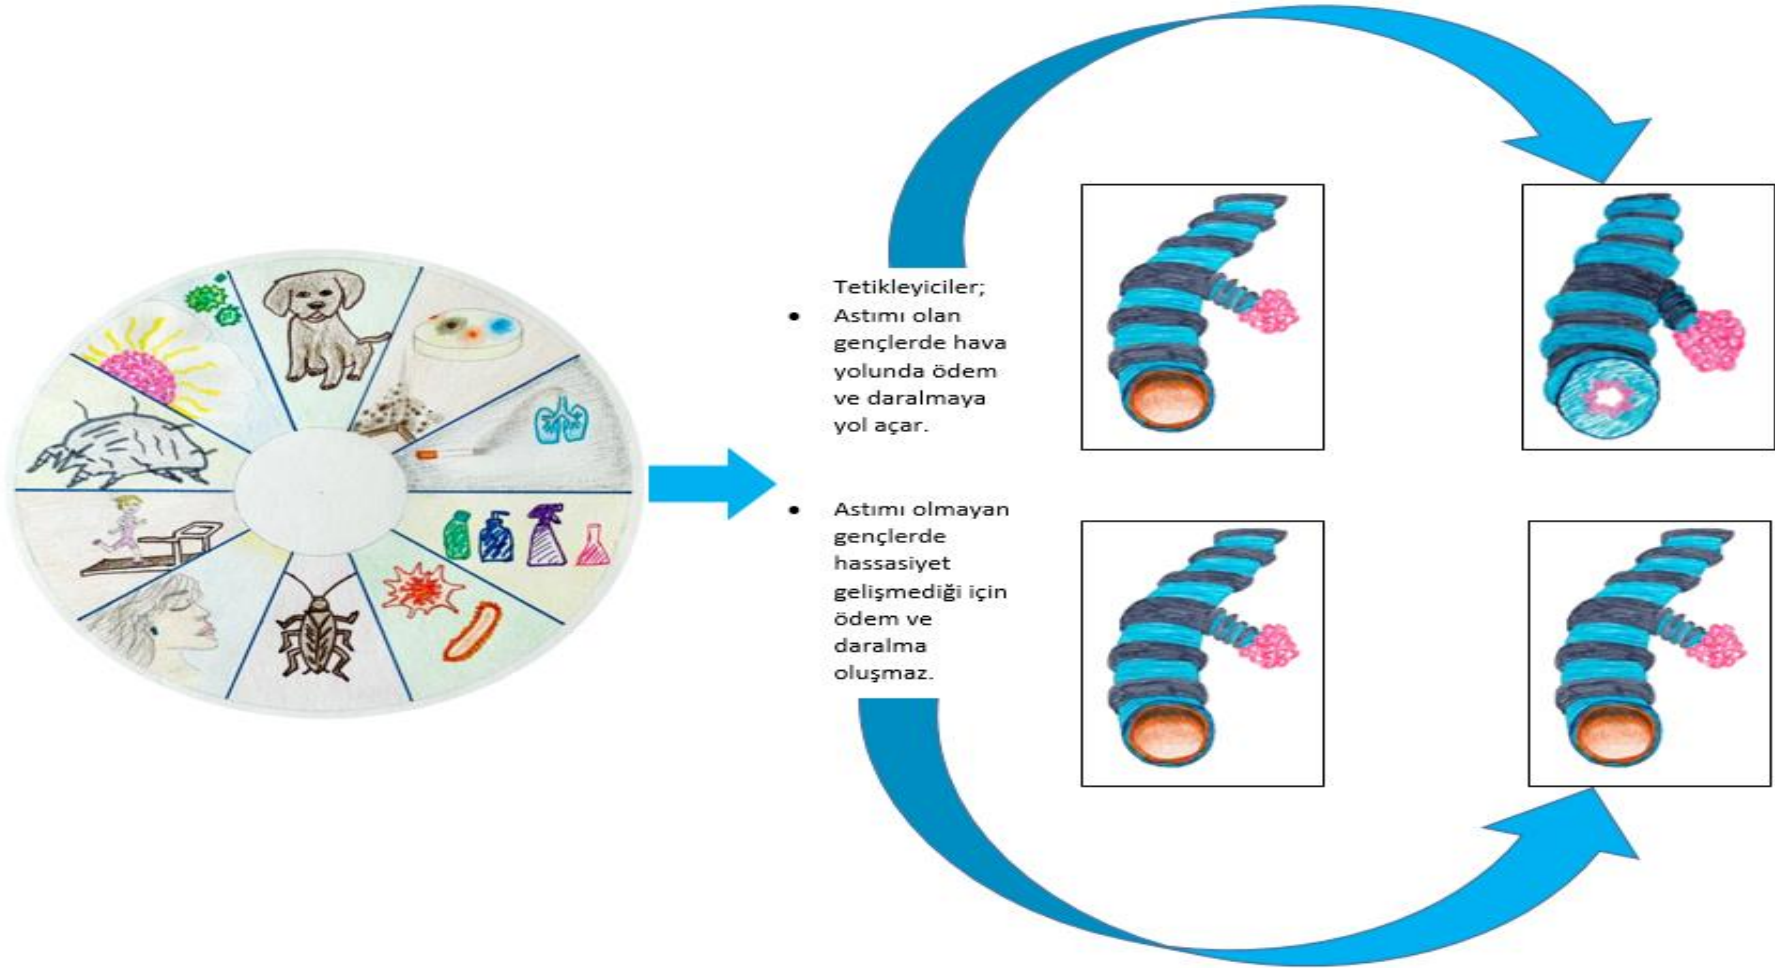 Tetikleyiciler;
• Astımı olan
gençlerde hava
yolunda ödem
ve daralmaya
yol açar.
• Astımı olmayan
gençlerde
hassasiyet
gelişmediği için
ödem ve
daralma
oluşmaz.